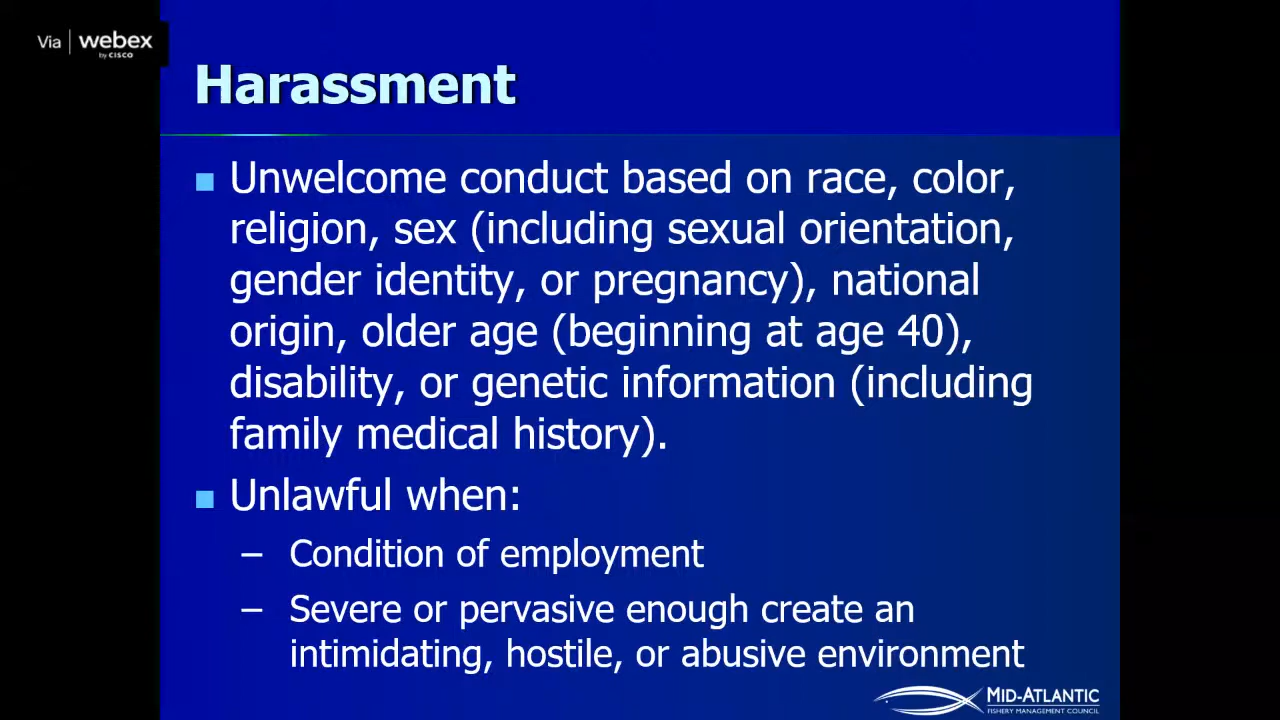 Via | webex
by CISCO
Harassment
Unwelcome conduct based on race, color,
religion, sex (including sexual orientation,
gender identity, or pregnancy), national
origin, older age (beginning at age 40),
disability, or genetic information (including
family medical history).
Unlawful when:
– Condition of employment
– Severe or pervasive enough create an
intimidating, hostile, or abusive environment
MID-ATLANTIC
FISHERY MANAGEMENT COUNCIL